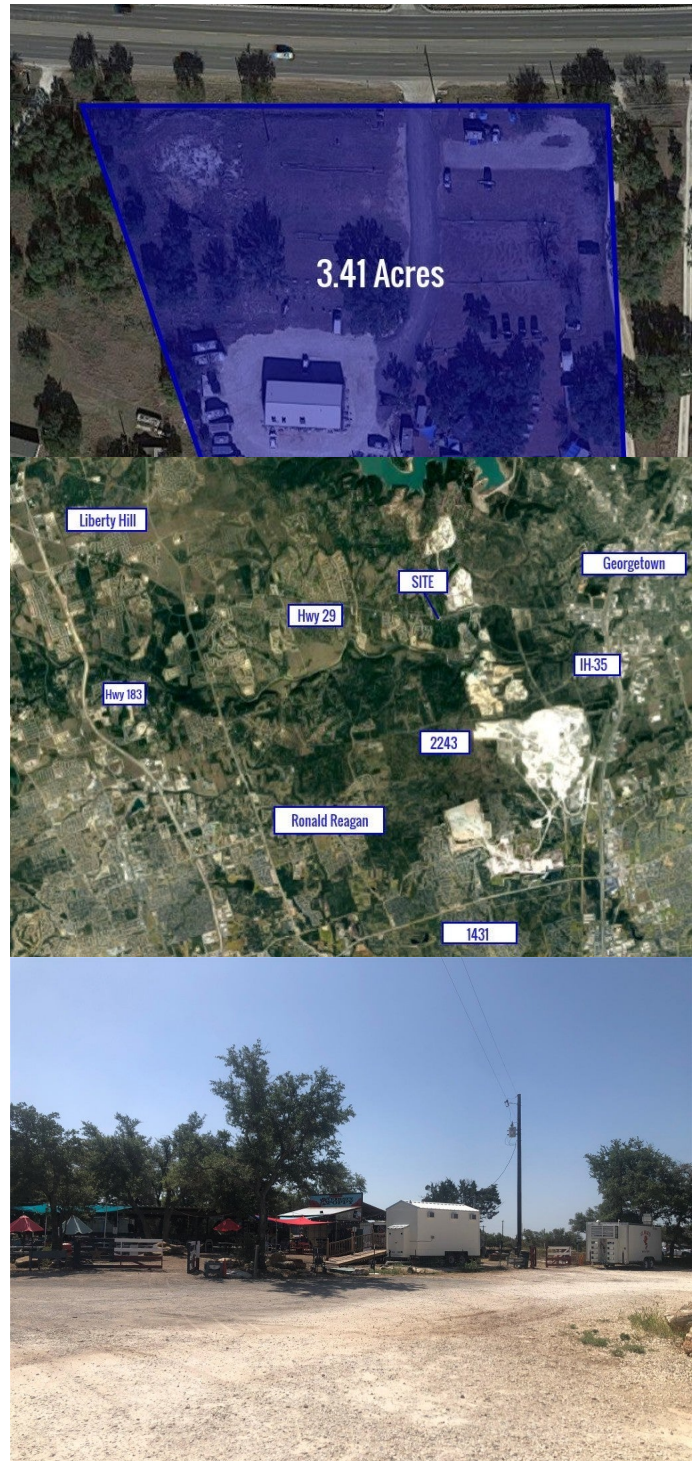 3.41 Acres
Liberty Hill
Georgetown
SITE
Hwy 29
IH-35
Hwy 183
2243
Ronald Reagan
1431